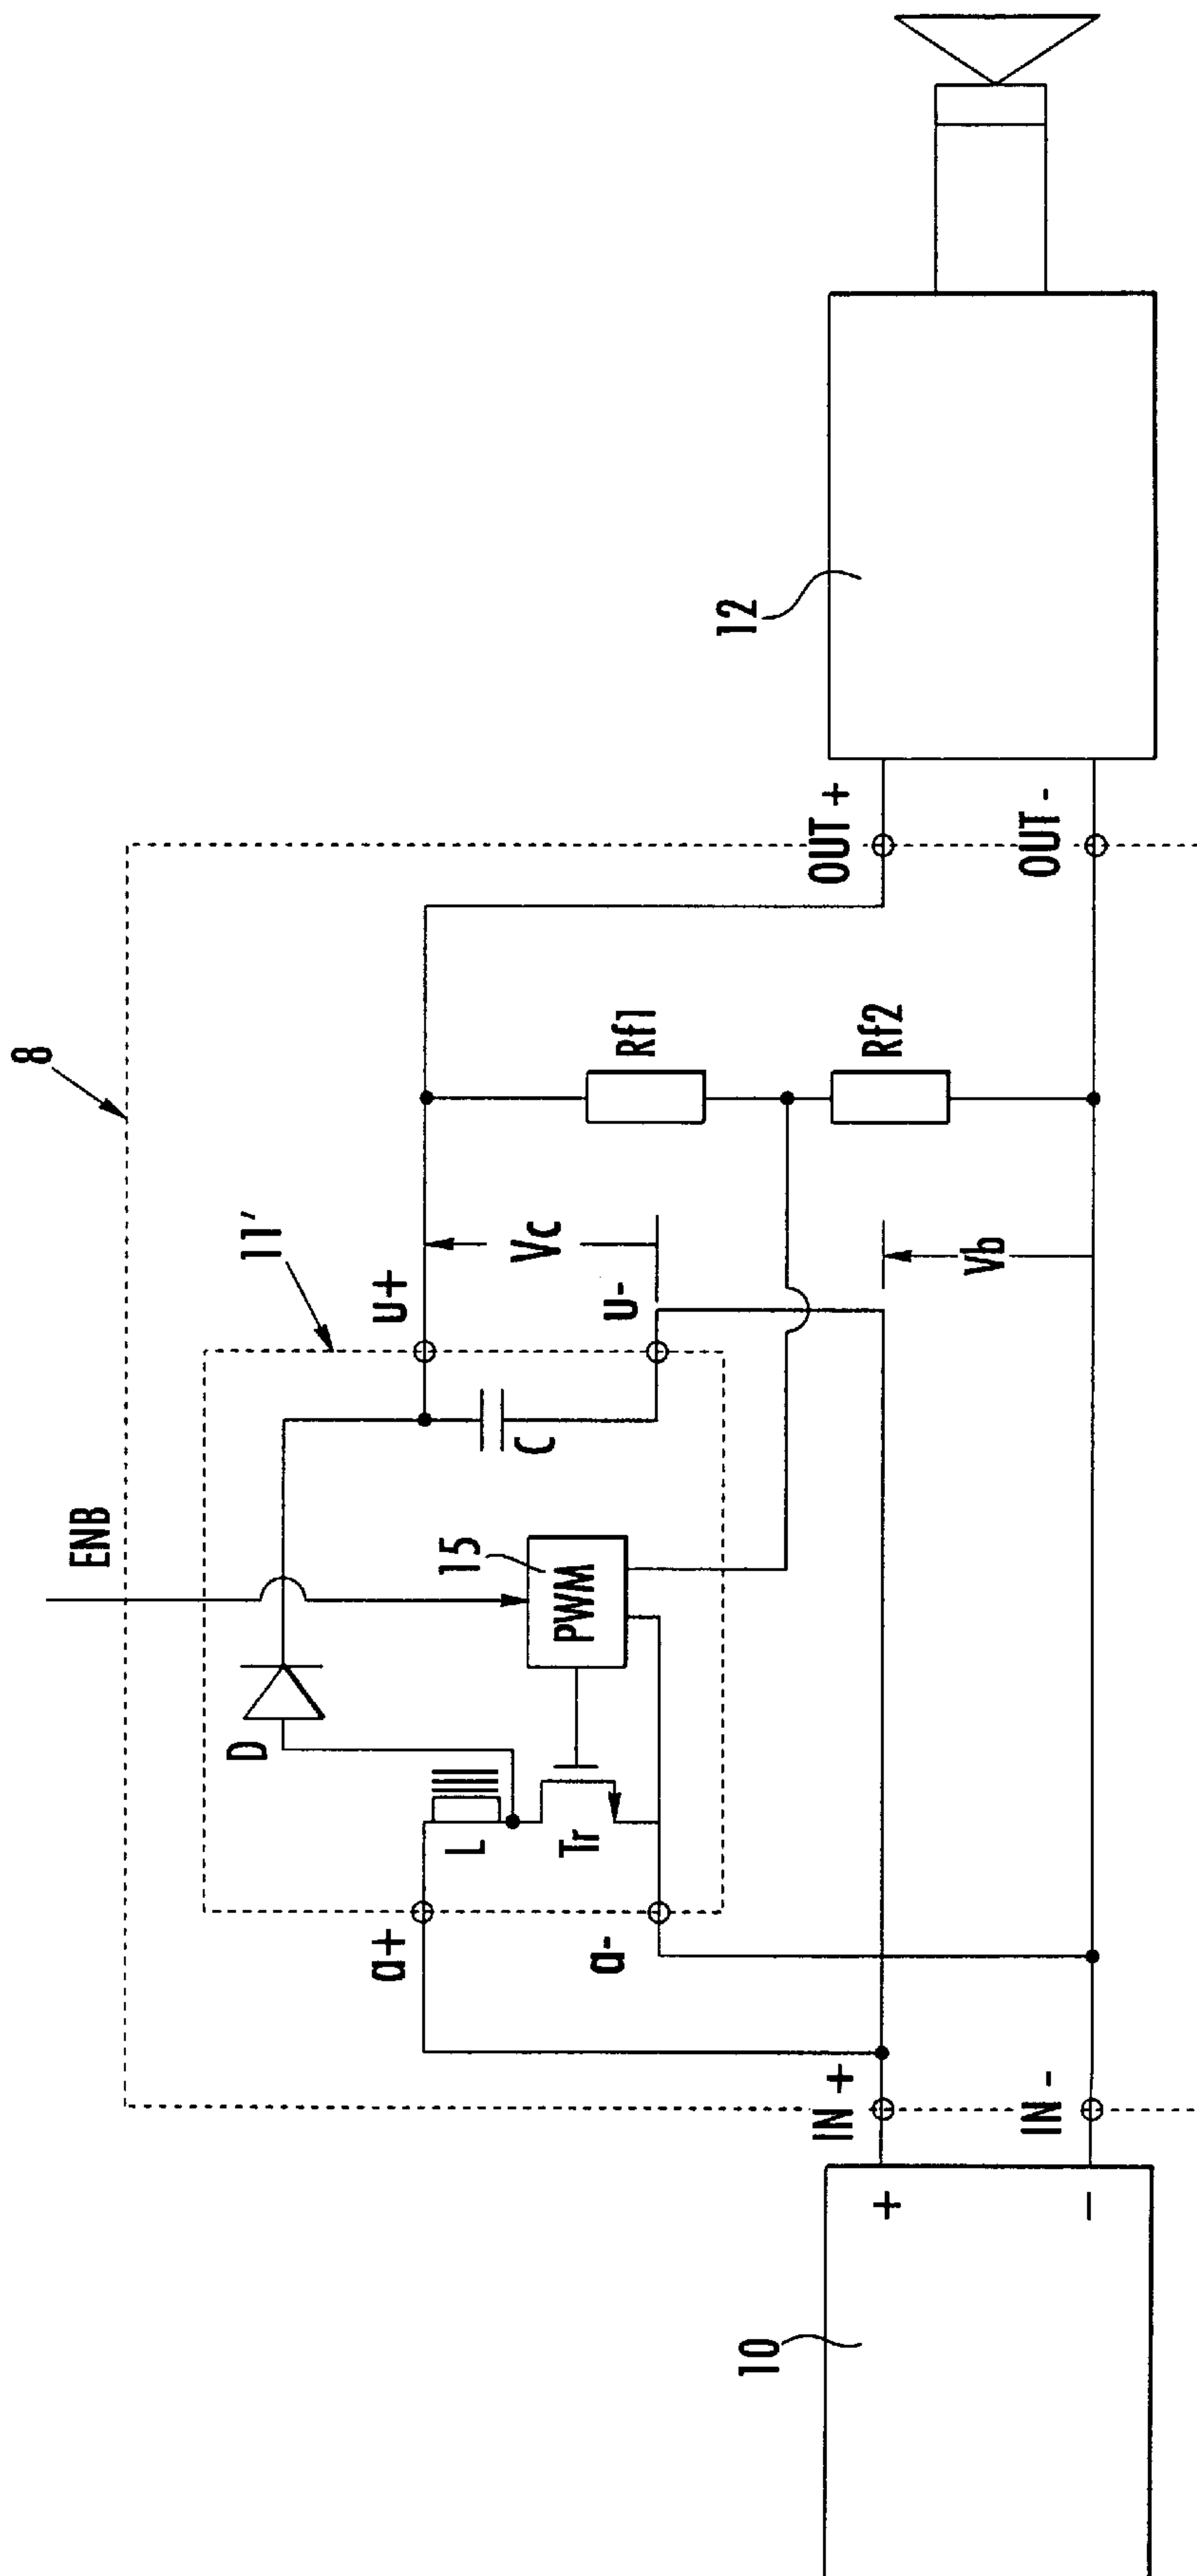 8
ENB
11'
D
u+
L
15
PWM
C
Vc
Rf1
a+
Tr
u-
a-
Rf2
Vb
12
OUT +
OUT -
IN +
IN -
10
+
-